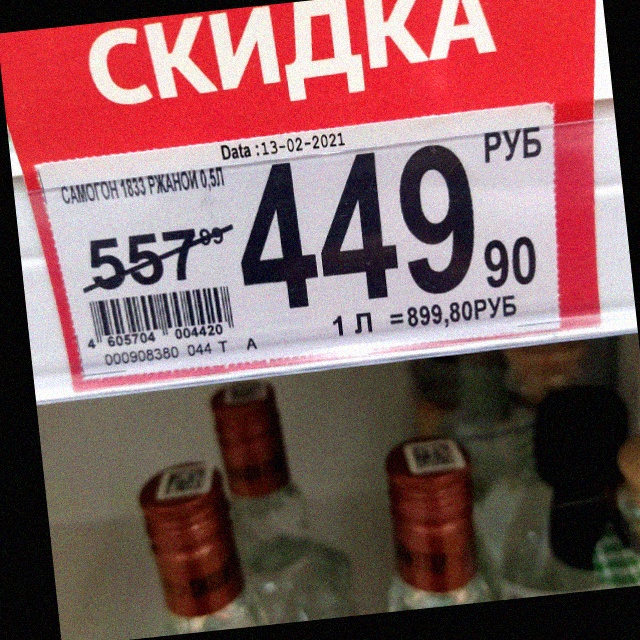 СКИДКА
Data :13-02-2021
САМОГОН 1833 РЖАНОЙ 0,5Л
РУБ
557 99
449 90
1 Л =899,80РУБ
4 605704 004420
000908380 044 Т А